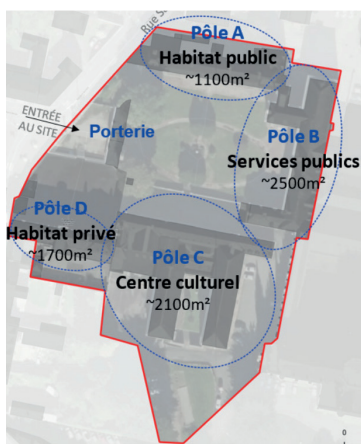 Rue S
Pôle A
Habitat public
~1100m²
ENTRÉE
AU SITE
Porterie
Pôle B
Services publics
~2500m²
Pôle D
Habitat privé
~1700m²
Pôle C
Centre culturel
~2100m²
0